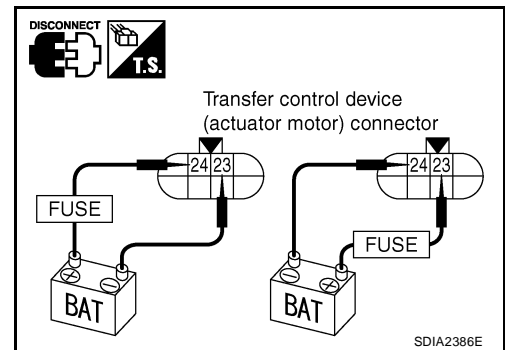 DISCONNECT
T.S.
Transfer control device
(actuator motor) connector
24 23
24 23
FUSE
FUSE
+ −
− +
BAT
BAT
SDIA2386E